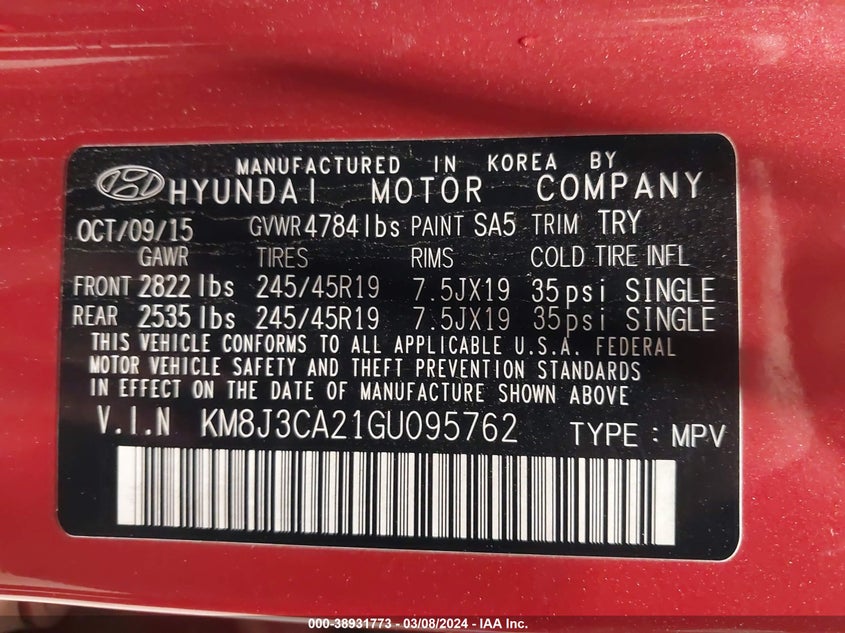 MANUFACTURED IN KOREA BY
HYUNDAI MOTOR COMPANY
OCT/09/15 GVWR 4784 lbs PAINT SA5 TRIM TRY
GAWR TIRES RIMS COLD TIRE INFL
FRONT 2822 lbs 245/45R19 7.5JX19 35psi SINGLE
REAR 2535 lbs 245/45R19 7.5JX19 35psi SINGLE
THIS VEHICLE CONFORMS TO ALL APPLICABLE U.S.A. FEDERAL
MOTOR VEHICLE SAFETY AND THEFT PREVENTION STANDARDS
IN EFFECT ON THE DATE OF MANUFACTURE SHOWN ABOVE
V.I.N KM8J3CA21GU095762 TYPE : MPV
000-38931773 - 03/08/2024 - IAA Inc.